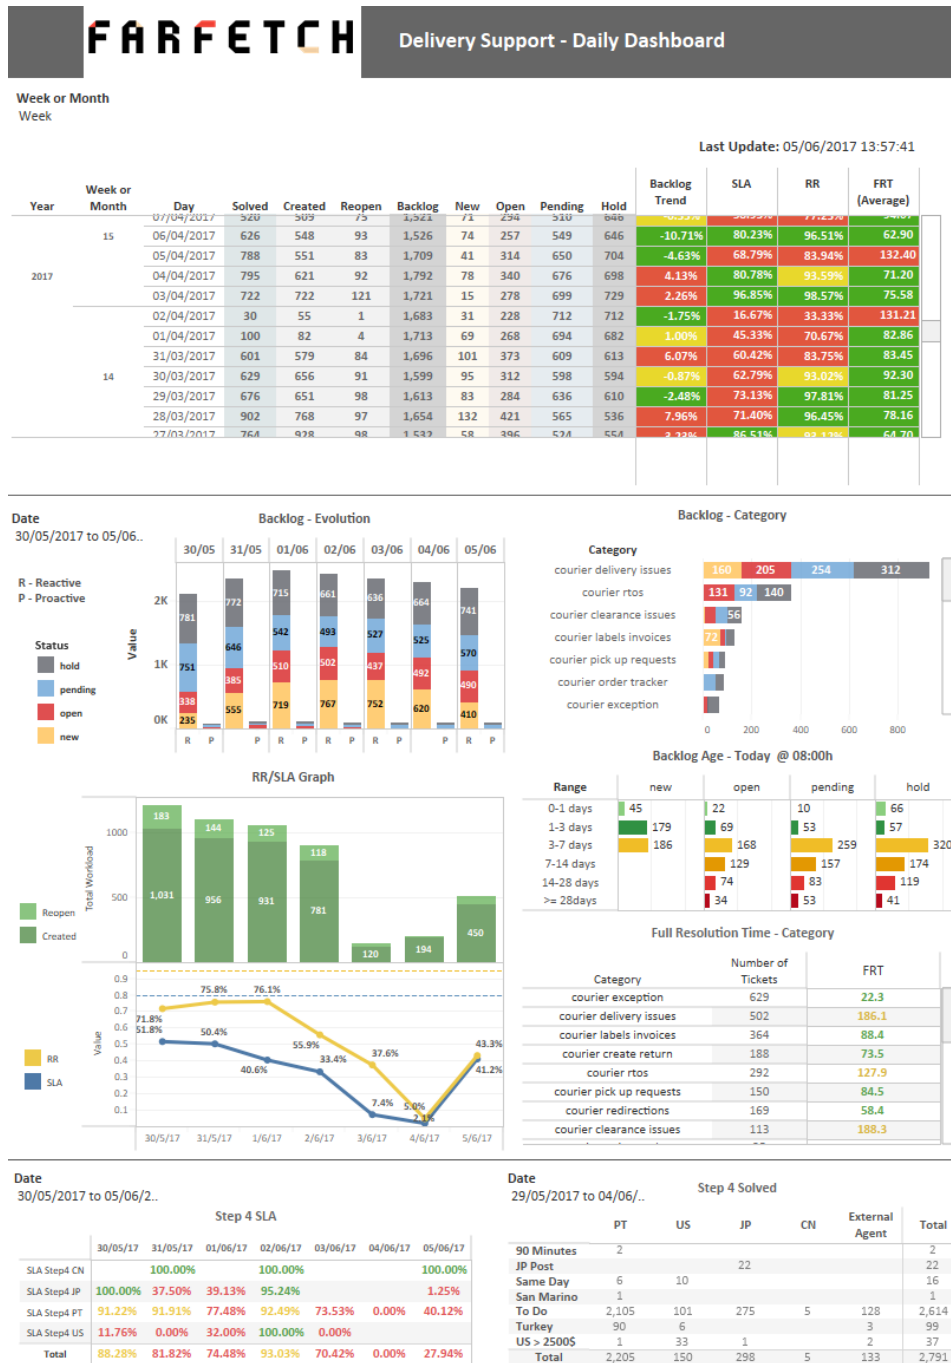 FARFETCH
Delivery Support - Daily Dashboard
Week or Month
Week
Last Update: 05/06/2017 13:57:41
Year Week or Month Day Solved Created Reopen Backlog New Open Pending Hold Backlog Trend SLA RR FRT (Average)
07/04/2017 520 509 75 1,521 71 294 510 646
15 06/04/2017 626 548 93 1,526 74 257 549 646 -10.71% 80.23% 96.51% 62.90
05/04/2017 788 551 83 1,709 41 314 650 704 -4.63% 68.79% 83.94% 132.40
2017 04/04/2017 795 621 92 1,792 78 340 676 698 4.13% 80.78% 93.59% 71.20
03/04/2017 722 722 121 1,721 15 278 699 729 2.26% 96.85% 98.57% 75.58
02/04/2017 30 55 1 1,683 31 228 712 712 -1.75% 16.67% 33.33% 131.21
01/04/2017 100 82 4 1,713 69 268 694 682 1.00% 45.33% 70.67% 82.86
31/03/2017 601 579 84 1,696 101 373 609 613 6.07% 60.42% 83.75% 83.45
14 30/03/2017 629 656 91 1,599 95 312 598 594 -0.87% 62.79% 93.02% 92.30
29/03/2017 676 651 98 1,613 83 284 636 610 -2.48% 73.13% 97.81% 81.25
28/03/2017 902 768 97 1,654 132 421 565 536 7.96% 71.40% 96.45% 78.16
27/03/2017 764 928 98 1,532 58 396 524 554 3.23% 86.51% 93.12% 64.70
Date
30/05/2017 to 05/06..
Backlog - Evolution
30/05 31/05 01/06 02/06 03/06 04/06 05/06
R - Reactive
P - Proactive
Status
hold
pending
open
new
Value
2K
1K
0K
781 772 715 661 636 664 741
751 646 542 493 527 525 570
338 385 510 502 437 492 490
235 555 719 767 752 620 410
R P P R P R P R P P R P
Backlog - Category
Category
courier delivery issues 160 205 254 312
courier rtos 131 92 140
courier clearance issues 56
courier labels invoices 72
courier pick up requests
courier order tracker
courier exception
0 200 400 600 800
Backlog Age - Today @ 08:00h
Range new open pending hold
0-1 days 45 22 10 66
1-3 days 179 69 53 57
3-7 days 186 168 259 320
7-14 days 129 157 174
14-28 days 74 83 119
>= 28days 34 53 41
RR/SLA Graph
Total Workload
1000
500
0
183 144 125 118
1,031 956 931 781 120 194 450
Reopen
Created
Value
0.9
0.8
0.7
0.6
0.5
0.4
0.3
0.2
0.1
71.8% 75.8% 76.1% 55.9% 37.6% 5.0% 43.3%
51.8% 50.4% 40.6% 33.4% 7.4% 2.1% 41.2%
RR
SLA
30/5/17 31/5/17 1/6/17 2/6/17 3/6/17 4/6/17 5/6/17
Full Resolution Time - Category
Category Number of Tickets FRT
courier exception 629 22.3
courier delivery issues 502 186.1
courier labels invoices 364 88.4
courier create return 188 73.5
courier rtos 292 127.9
courier pick up requests 150 84.5
courier redirections 169 58.4
courier clearance issues 113 188.3
Date
30/05/2017 to 05/06/2..
Step 4 SLA
30/05/17 31/05/17 01/06/17 02/06/17 03/06/17 04/06/17 05/06/17
SLA Step4 CN 100.00% 100.00% 100.00%
SLA Step4 JP 100.00% 37.50% 39.13% 95.24% 1.25%
SLA Step4 PT 91.22% 91.91% 77.48% 92.49% 73.53% 0.00% 40.12%
SLA Step4 US 11.76% 0.00% 32.00% 100.00% 0.00%
Total 88.28% 81.82% 74.48% 93.03% 70.42% 0.00% 27.94%
Date
29/05/2017 to 04/06/..
Step 4 Solved
PT US JP CN External Agent Total
90 Minutes 2 2
JP Post 22 22
Same Day 6 10 16
San Marino 1 1
To Do 2,105 101 275 5 128 2,614
Turkey 90 6 3 99
US > 2500$ 1 33 1 2 37
Total 2,205 150 298 5 133 2,791